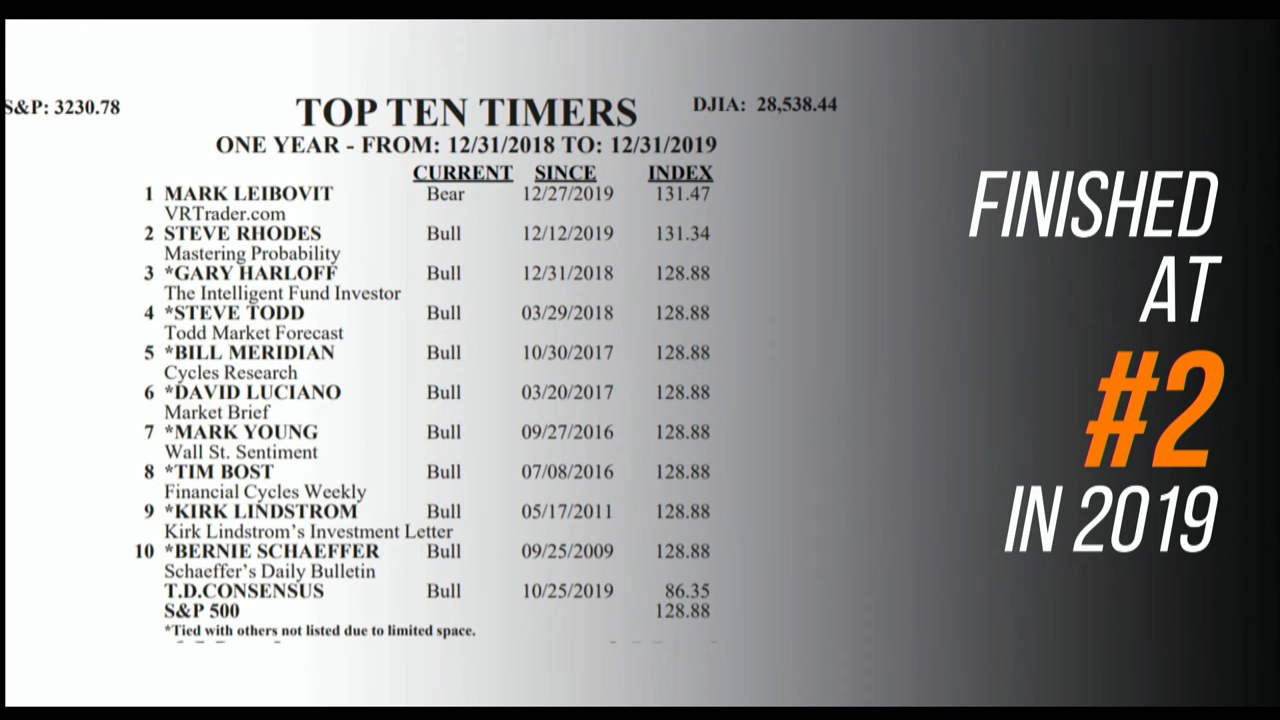 S&P: 3230.78
TOP TEN TIMERS
DJIA: 28,538.44
ONE YEAR - FROM: 12/31/2018 TO: 12/31/2019
CURRENT SINCE INDEX
1 MARK LEIBOVIT Bear 12/27/2019 131.47
VRTrader.com
2 STEVE RHODES Bull 12/12/2019 131.34
Mastering Probability
3 *GARY HARLOFF Bull 12/31/2018 128.88
The Intelligent Fund Investor
4 *STEVE TODD Bull 03/29/2018 128.88
Todd Market Forecast
5 *BILL MERIDIAN Bull 10/30/2017 128.88
Cycles Research
6 *DAVID LUCIANO Bull 03/20/2017 128.88
Market Brief
7 *MARK YOUNG Bull 09/27/2016 128.88
Wall St. Sentiment
8 *TIM BOST Bull 07/08/2016 128.88
Financial Cycles Weekly
9 *KIRK LINDSTROM Bull 05/17/2011 128.88
Kirk Lindstrom's Investment Letter
10 *BERNIE SCHAEFFER Bull 09/25/2009 128.88
Schaeffer's Daily Bulletin
T.D.CONSENSUS Bull 10/25/2019 86.35
S&P 500 128.88
*Tied with others not listed due to limited space.
FINISHED
AT
#2
IN 2019